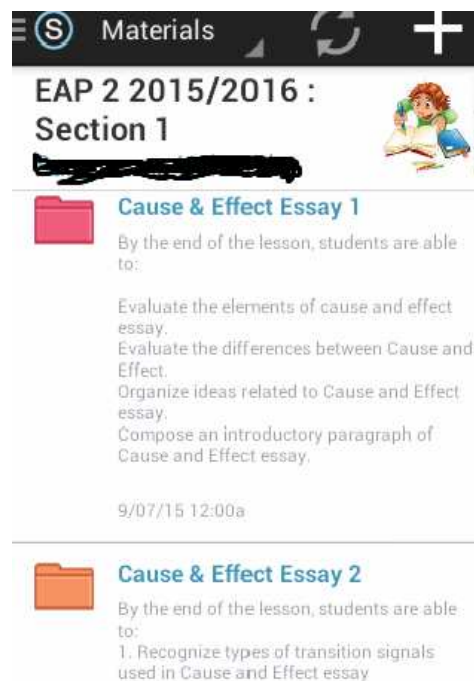 S Materials
EAP 2 2015/2016 :
Section 1
Cause & Effect Essay 1
By the end of the lesson, students are able
to:
Evaluate the elements of cause and effect
essay.
Evaluate the differences between Cause and
Effect.
Organize ideas related to Cause and Effect
essay.
Compose an introductory paragraph of
Cause and Effect essay.
9/07/15 12:00a
Cause & Effect Essay 2
By the end of the lesson, students are able
to:
1. Recognize types of transition signals
used in Cause and Effect essay